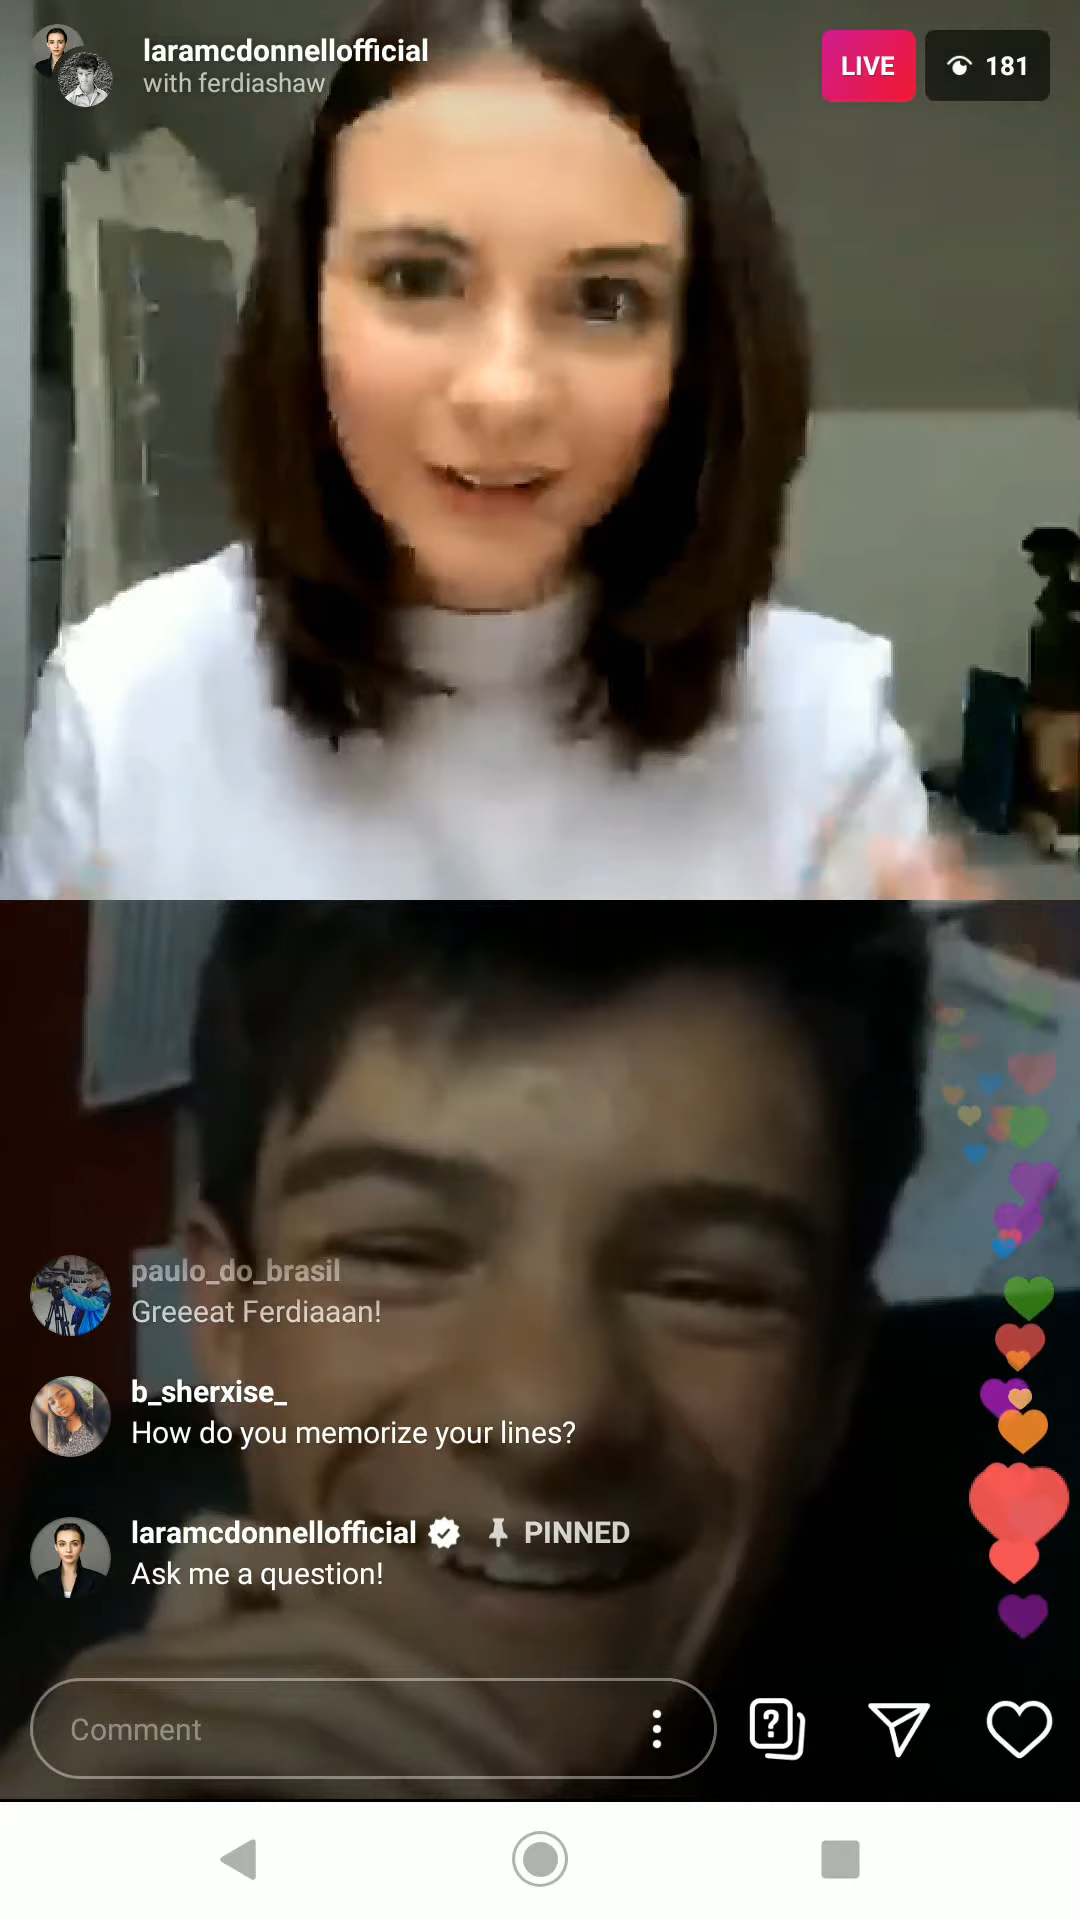 laramcdonnellofficial
with ferdiashaw
LIVE
181
paulo_do_brasil
Greeeat Ferdiaaan!
b_sherxise_
How do you memorize your lines?
laramcdonnellofficial PINNED
Ask me a question!
Comment